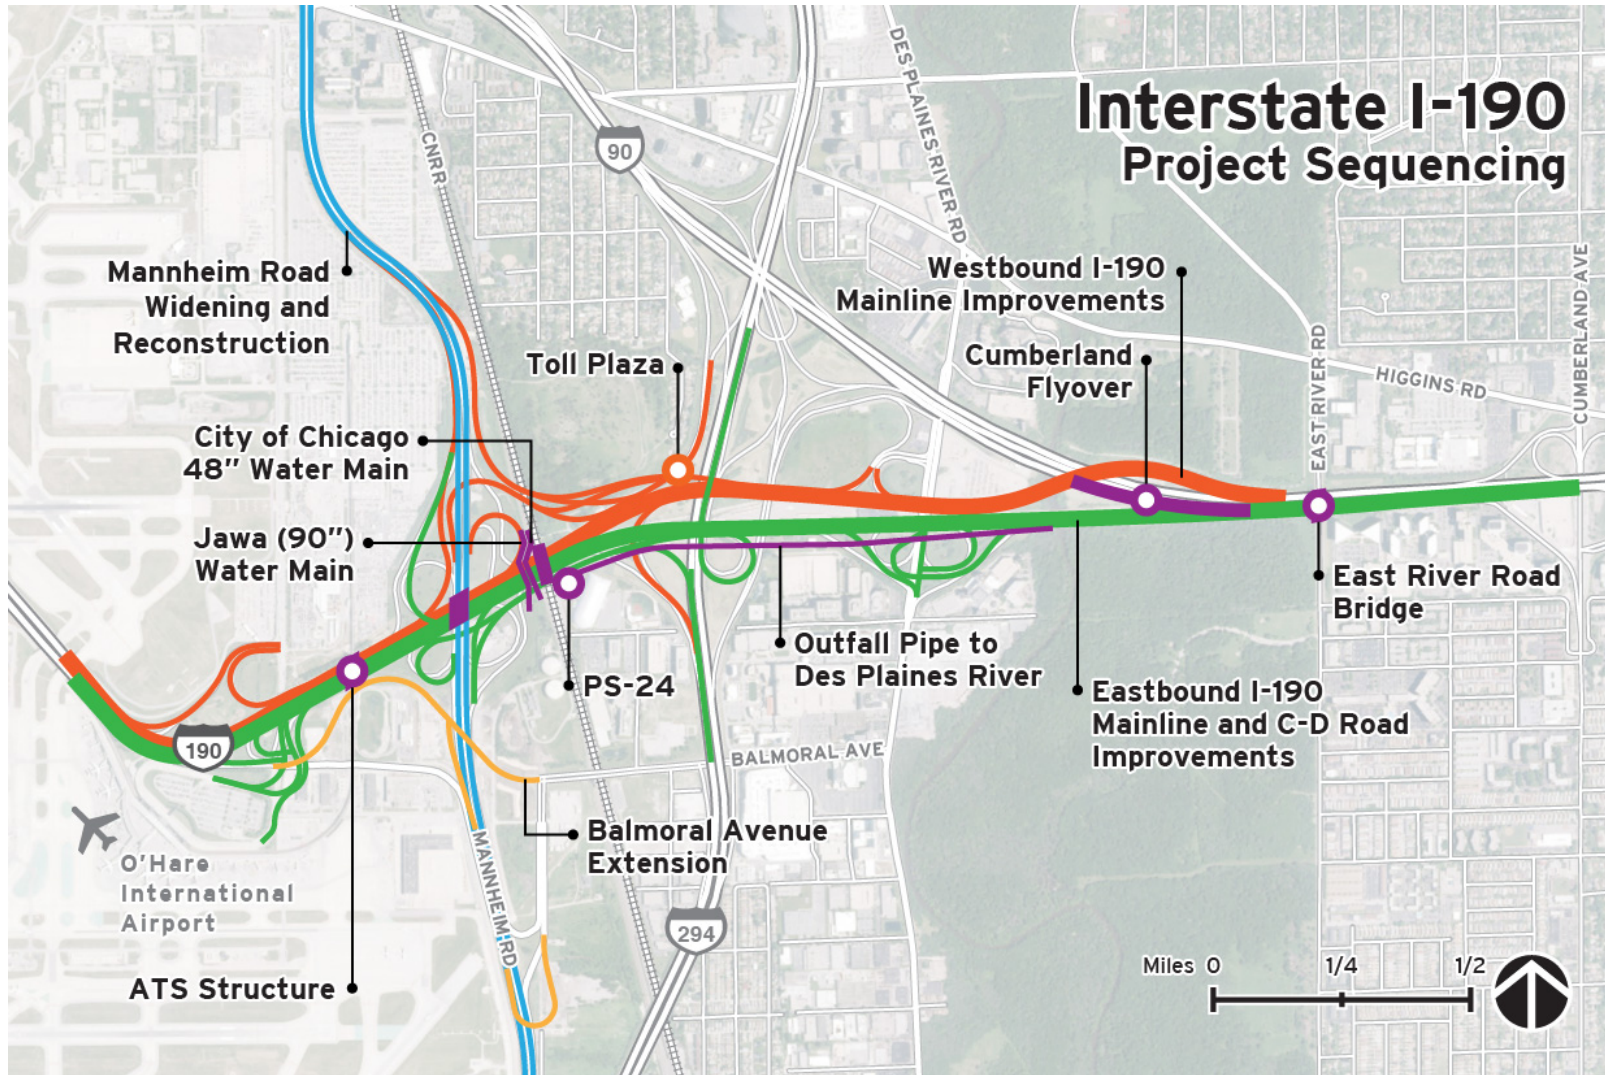 Interstate I-190
Project Sequencing
DES PLAINES RIVER RD
CNRR
90
Mannheim Road
Widening and
Reconstruction
Westbound I-190
Mainline Improvements
CUMBERLAND AVE
Toll Plaza
Cumberland
Flyover
EAST RIVER RD
HIGGINS RD
City of Chicago
48" Water Main
Jawa (90")
Water Main
East River Road
Bridge
Outfall Pipe to
Des Plaines River
PS-24
Eastbound I-190
Mainline and C-D Road
Improvements
190
BALMORAL AVE
Balmoral Avenue
Extension
O'Hare
International
Airport
MANNHEIM RD
294
ATS Structure
Miles 0 1/4 1/2